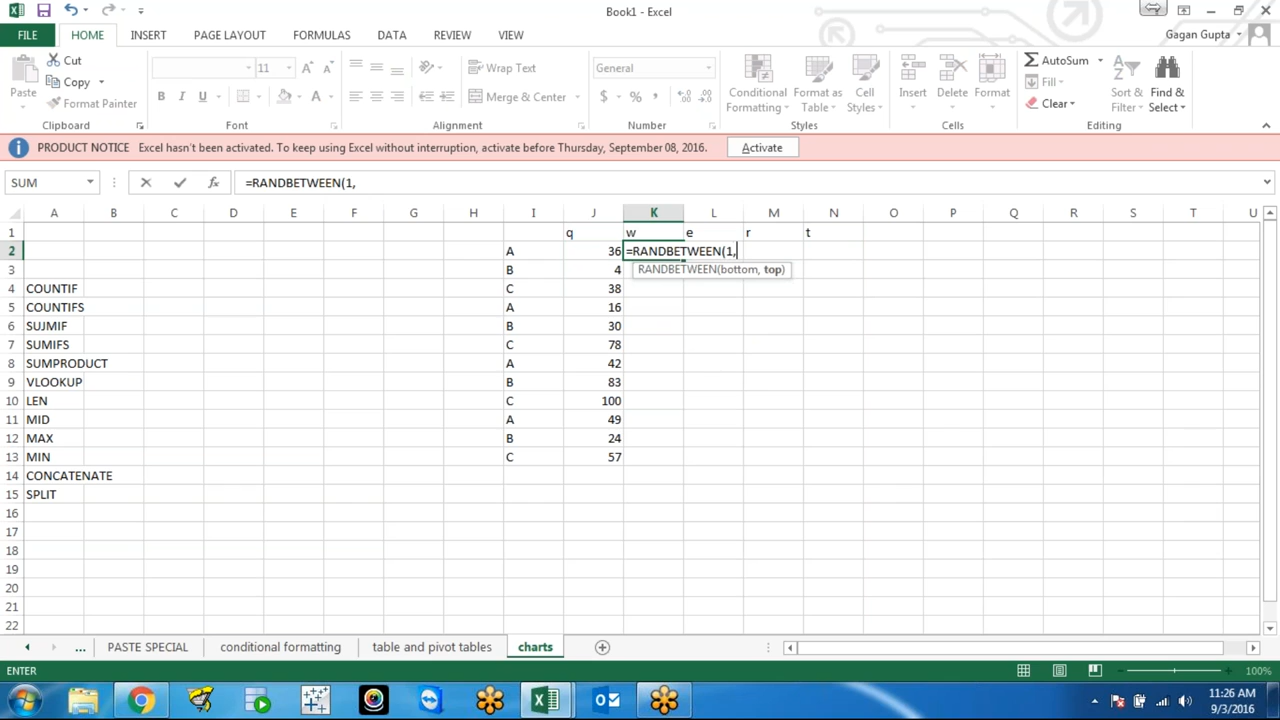 Book1 - Excel
Gagan Gupta
FILE HOME INSERT PAGE LAYOUT FORMULAS DATA REVIEW VIEW
Cut
Copy
Format Painter
Paste
Clipboard
11 A A
B I U A
Font
Wrap Text
Merge & Center
Alignment
General
$ % ,
Number
Conditional Formatting
Format as Table
Cell Styles
Styles
Insert Delete Format
Cells
AutoSum
Fill
Clear
Sort & Filter
Find & Select
Editing
PRODUCT NOTICE Excel hasn't been activated. To keep using Excel without interruption, activate before Thursday, September 08, 2016. Activate
SUM fx =RANDBETWEEN(1,
A B C D E F G H I J K L M N O P Q R S T U
1 q w e r t
2 A 36 =RANDBETWEEN(1,
3 B 4 RANDBETWEEN(bottom, top)
4 COUNTIF C 38
5 COUNTIFS A 16
6 SUJMIF B 30
7 SUMIFS C 78
8 SUMPRODUCT A 42
9 VLOOKUP B 83
10 LEN C 100
11 MID A 49
12 MAX B 24
13 MIN C 57
14 CONCATENATE
15 SPLIT
16
17
18
19
20
21
22
... PASTE SPECIAL conditional formatting table and pivot tables charts
ENTER 100%
11:26 AM
9/3/2016